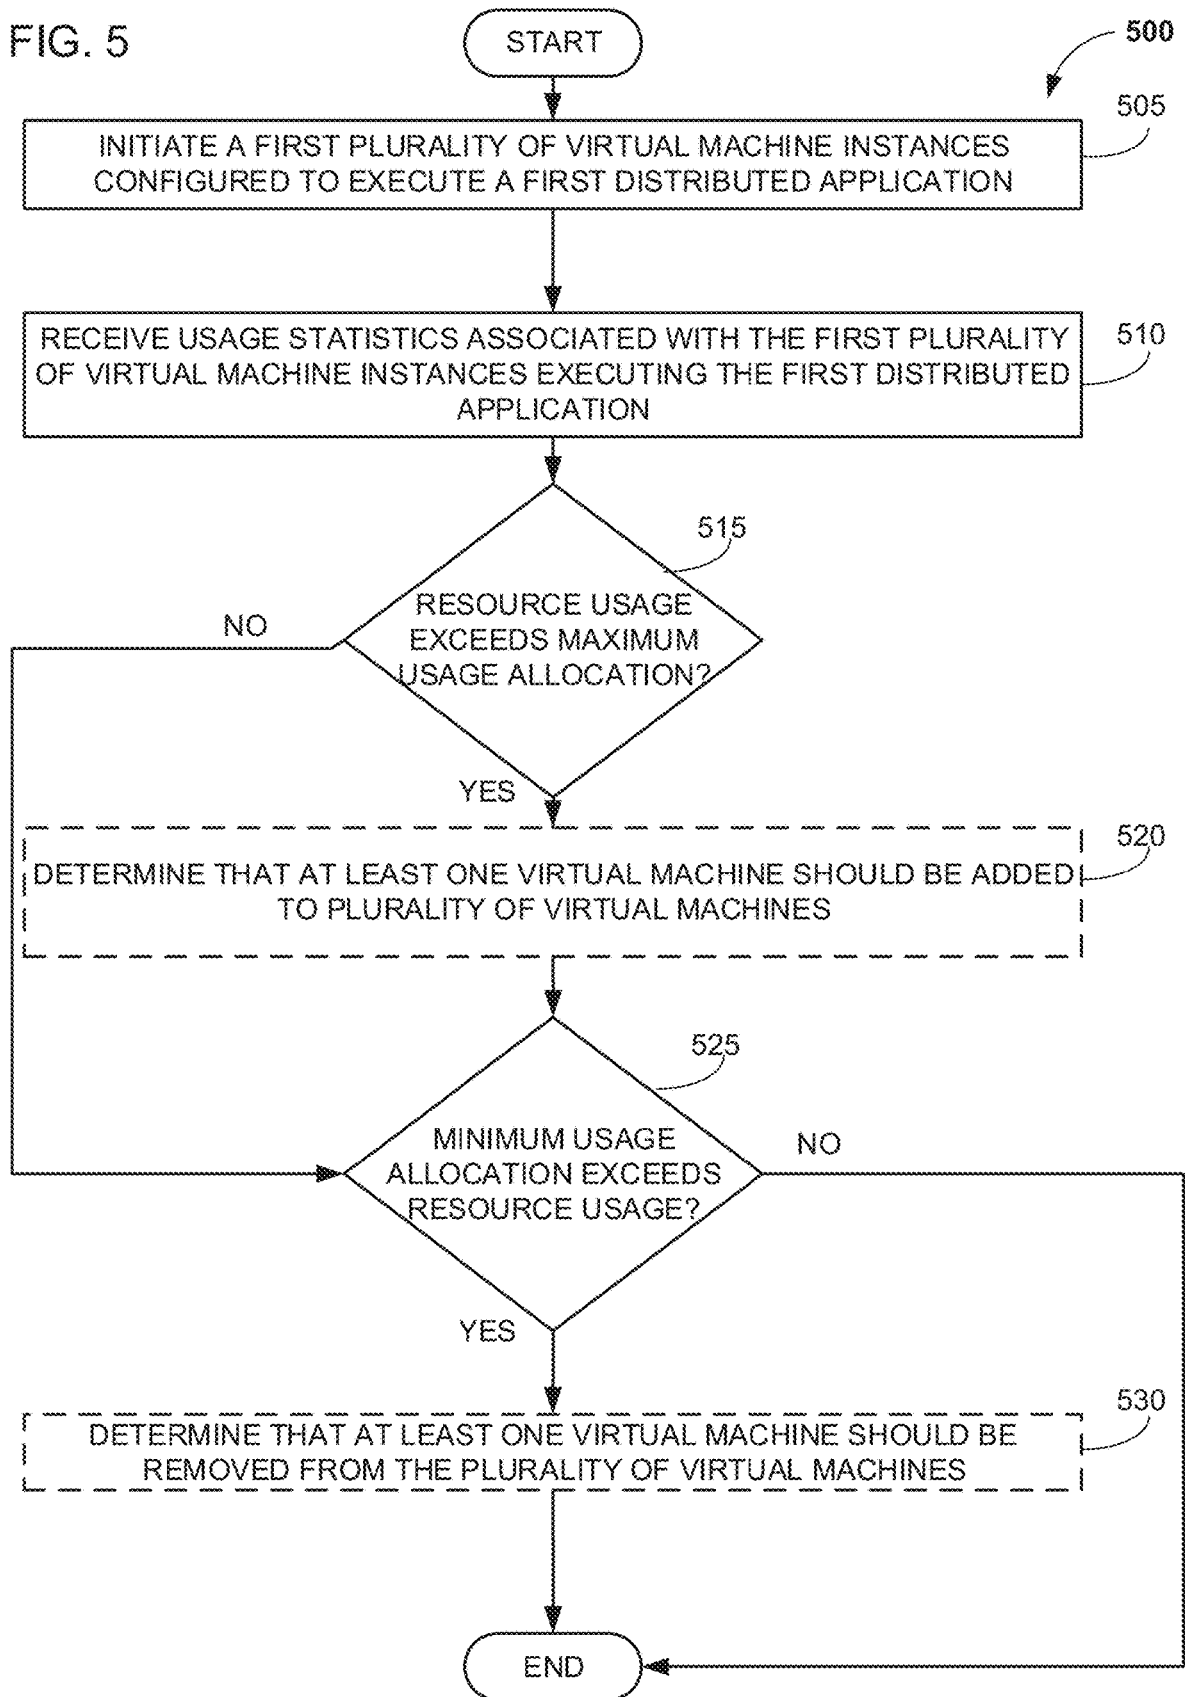 FIG. 5
START
500
505
INITIATE A FIRST PLURALITY OF VIRTUAL MACHINE INSTANCES
CONFIGURED TO EXECUTE A FIRST DISTRIBUTED APPLICATION
RECEIVE USAGE STATISTICS ASSOCIATED WITH THE FIRST PLURALITY
OF VIRTUAL MACHINE INSTANCES EXECUTING THE FIRST DISTRIBUTED
APPLICATION
510
515
RESOURCE USAGE
EXCEEDS MAXIMUM
USAGE ALLOCATION?
NO
YES
520
DETERMINE THAT AT LEAST ONE VIRTUAL MACHINE SHOULD BE ADDED
TO PLURALITY OF VIRTUAL MACHINES
525
MINIMUM USAGE
ALLOCATION EXCEEDS
RESOURCE USAGE?
NO
YES
530
DETERMINE THAT AT LEAST ONE VIRTUAL MACHINE SHOULD BE
REMOVED FROM THE PLURALITY OF VIRTUAL MACHINES
END